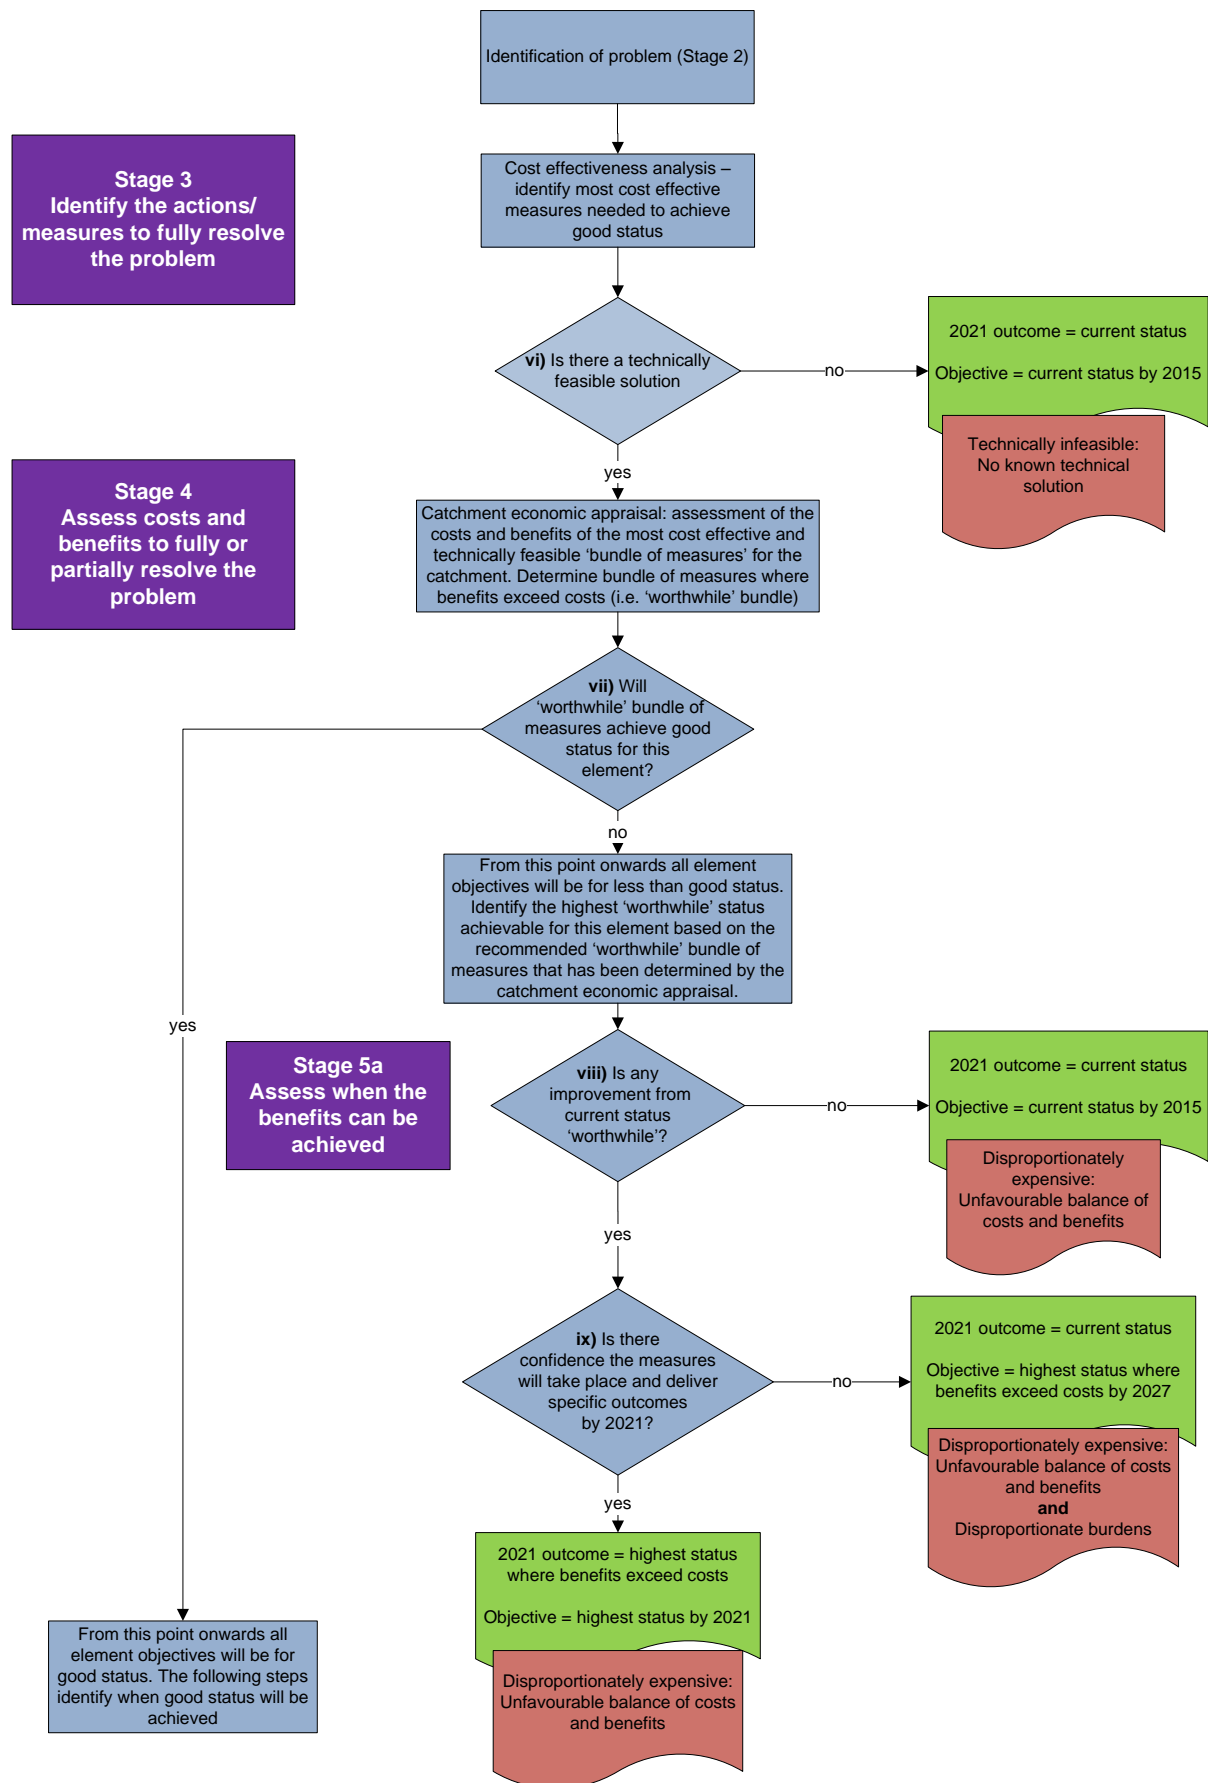 Identification of problem (Stage 2)
Stage 3
Identify the actions/
measures to fully resolve
the problem
Cost effectiveness analysis –
identify most cost effective
measures needed to achieve
good status
vi) Is there a technically
feasible solution
no
2021 outcome = current status
Objective = current status by 2015
Technically infeasible:
No known technical
solution
yes
Stage 4
Assess costs and
benefits to fully or
partially resolve the
problem
Catchment economic appraisal: assessment of the
costs and benefits of the most cost effective and
technically feasible ‘bundle of measures’ for the
catchment. Determine bundle of measures where
benefits exceed costs (i.e. ‘worthwhile’ bundle)
vii) Will
‘worthwhile’ bundle of
measures achieve good
status for this
element?
no
From this point onwards all element
objectives will be for less than good status.
Identify the highest ‘worthwhile’ status
achievable for this element based on the
recommended ‘worthwhile’ bundle of
measures that has been determined by the
catchment economic appraisal.
yes
Stage 5a
Assess when the
benefits can be
achieved
viii) Is any
improvement from
current status
‘worthwhile’?
no
2021 outcome = current status
Objective = current status by 2015
Disproportionately
expensive:
Unfavourable balance of
costs and benefits
yes
ix) Is there
confidence the measures
will take place and deliver
specific outcomes
by 2021?
no
2021 outcome = current status
Objective = highest status where
benefits exceed costs by 2027
Disproportionately expensive:
Unfavourable balance of costs
and benefits
and
Disproportionate burdens
yes
2021 outcome = highest status
where benefits exceed costs
Objective = highest status by 2021
Disproportionately expensive:
Unfavourable balance of costs
and benefits
From this point onwards all
element objectives will be for
good status. The following steps
identify when good status will be
achieved